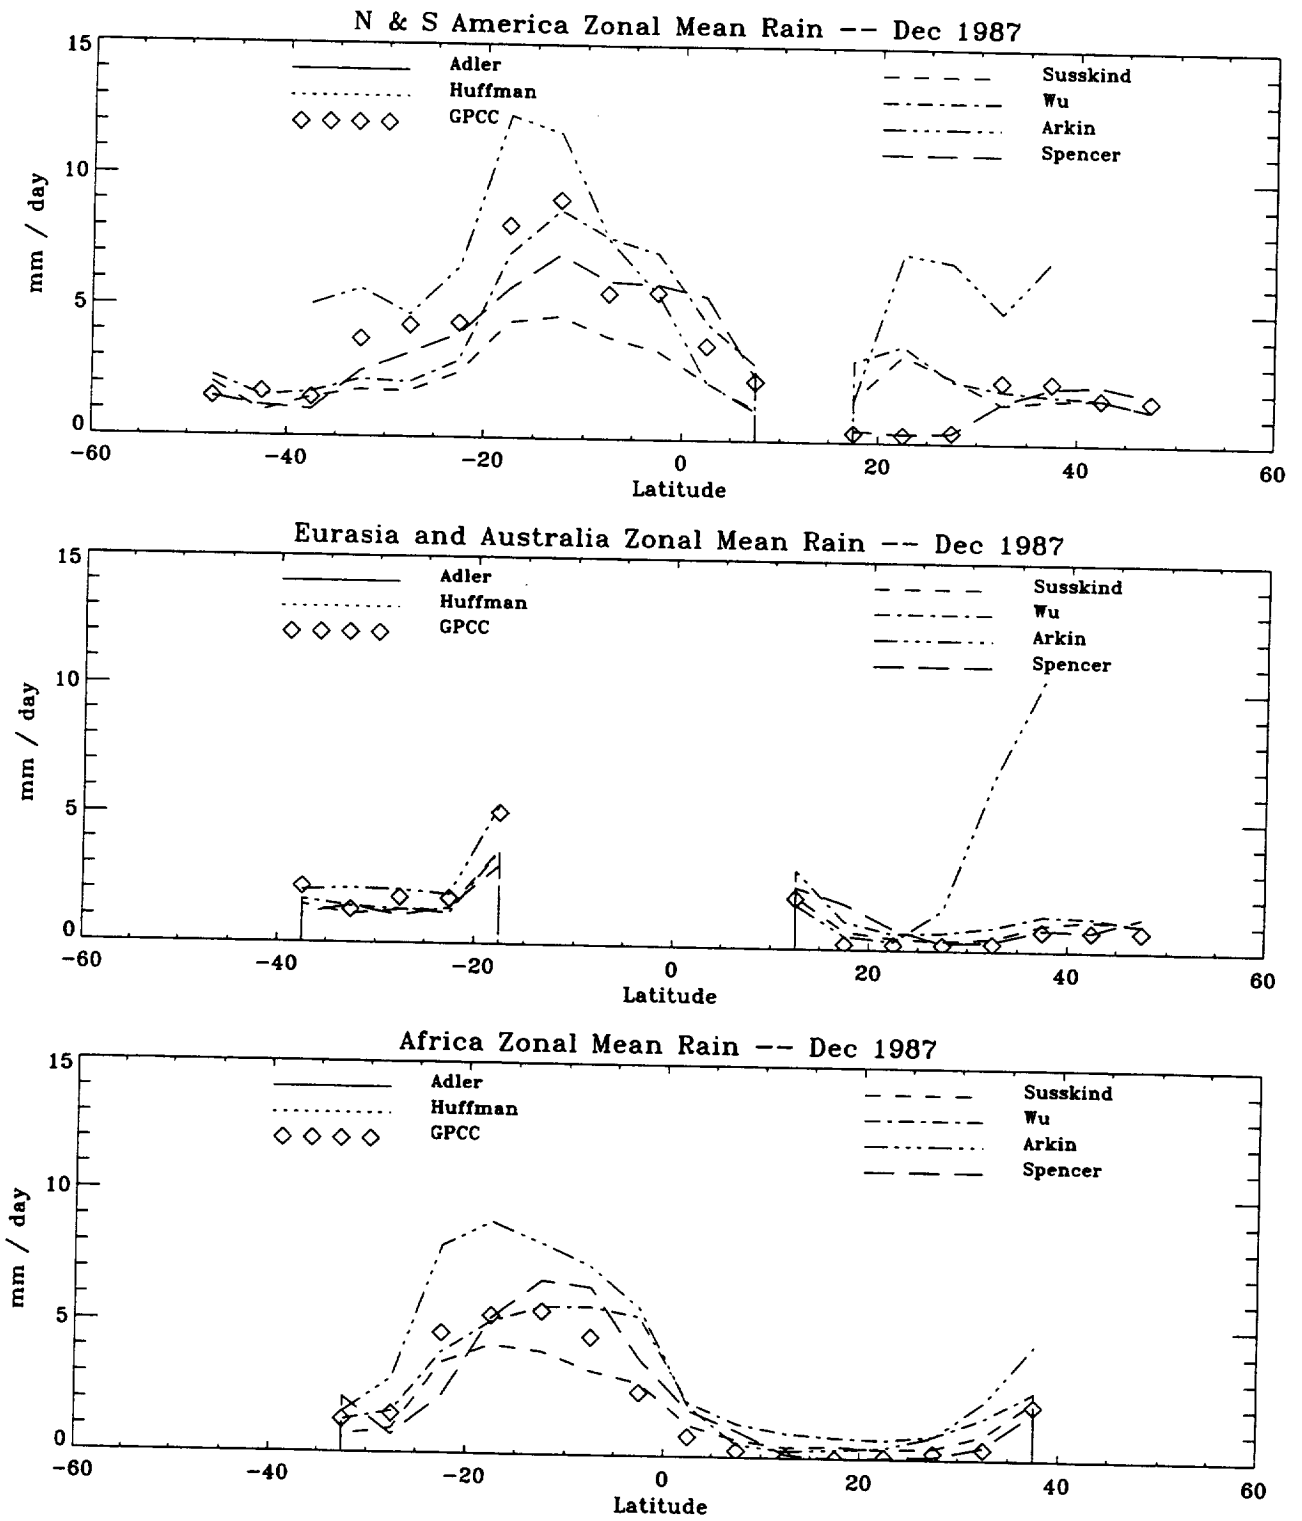 N & S America Zonal Mean Rain -- Dec 1987
15
10
5
0
mm / day
Adler
Huffman
GPCC
Susskind
Wu
Arkin
Spencer
-60
-40
-20
0
20
40
60
Latitude
Eurasia and Australia Zonal Mean Rain -- Dec 1987
15
10
5
0
mm / day
Adler
Huffman
GPCC
Susskind
Wu
Arkin
Spencer
-60
-40
-20
0
20
40
60
Latitude
Africa Zonal Mean Rain -- Dec 1987
15
10
5
0
mm / day
Adler
Huffman
GPCC
Susskind
Wu
Arkin
Spencer
-60
-40
-20
0
20
40
60
Latitude